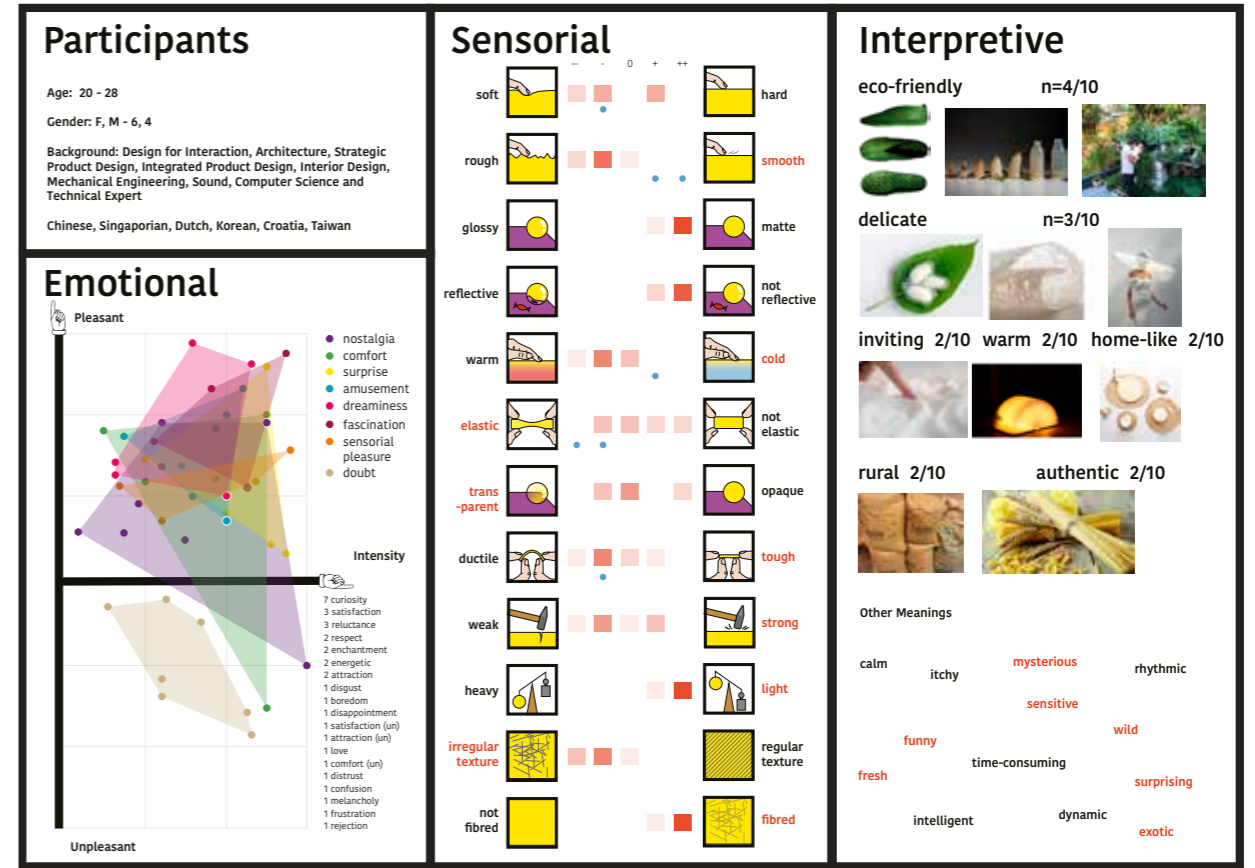 Participants
Age: 20 - 28
Gender: F, M - 6, 4
Background: Design for Interaction, Architecture, Strategic
Product Design, Integrated Product Design, Interior Design,
Mechanical Engineering, Sound, Computer Science and
Technical Expert
Chinese, Singaporian, Dutch, Korean, Croatia, Taiwan
Emotional
Pleasant
nostalgia
comfort
surprise
amusement
dreaminess
fascination
sensorial
pleasure
doubt
Intensity
7 curiosity
3 satisfaction
3 reluctance
2 respect
2 enchantment
2 energetic
2 attraction
1 disgust
1 boredom
1 disappointment
1 satisfaction (un)
1 attraction (un)
1 love
1 comfort (un)
1 distrust
1 confusion
1 melancholy
1 frustration
1 rejection
Unpleasant
Sensorial
-- - 0 + ++
soft hard
rough smooth
glossy matte
reflective not
reflective
warm cold
elastic not
elastic
trans
-parent opaque
ductile tough
weak strong
heavy light
irregular
texture
regular
texture
not
fibred
fibred
Interpretive
eco-friendly n=4/10
delicate n=3/10
inviting 2/10 warm 2/10 home-like 2/10
rural 2/10 authentic 2/10
Other Meanings
calm
itchy
mysterious
rhythmic
sensitive
funny
wild
time-consuming
fresh
surprising
intelligent
dynamic
exotic